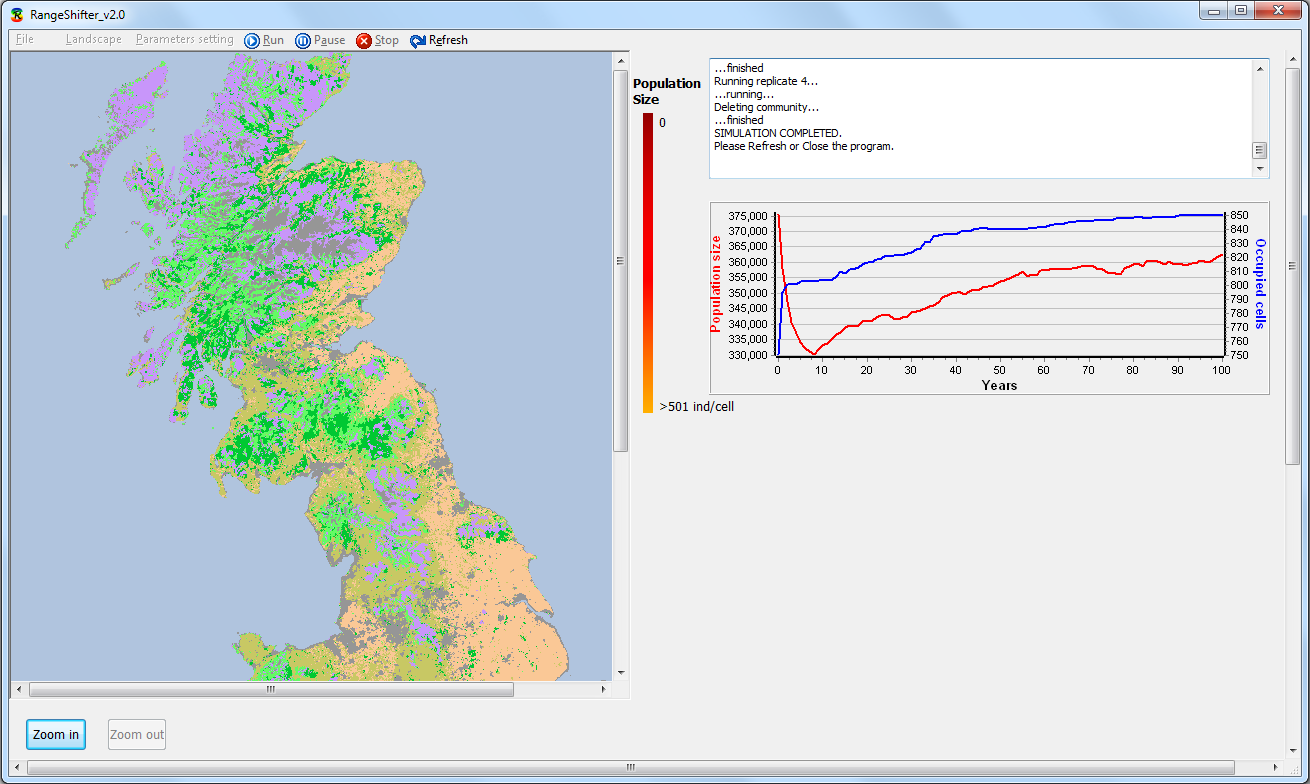 RangeShifter_v2.0
File Landscape Parameters setting Run Pause Stop Refresh
Population
Size
0
>501 ind/cell
...finished
Running replicate 4...
...running...
Deleting community...
...finished
SIMULATION COMPLETED.
Please Refresh or Close the program.
Population size
375,000
370,000
365,000
360,000
355,000
350,000
345,000
340,000
335,000
330,000
850
840
830
820
810
800
790
780
770
760
750
Occupied cells
0 10 20 30 40 50 60 70 80 90 100
Years
Zoom in Zoom out